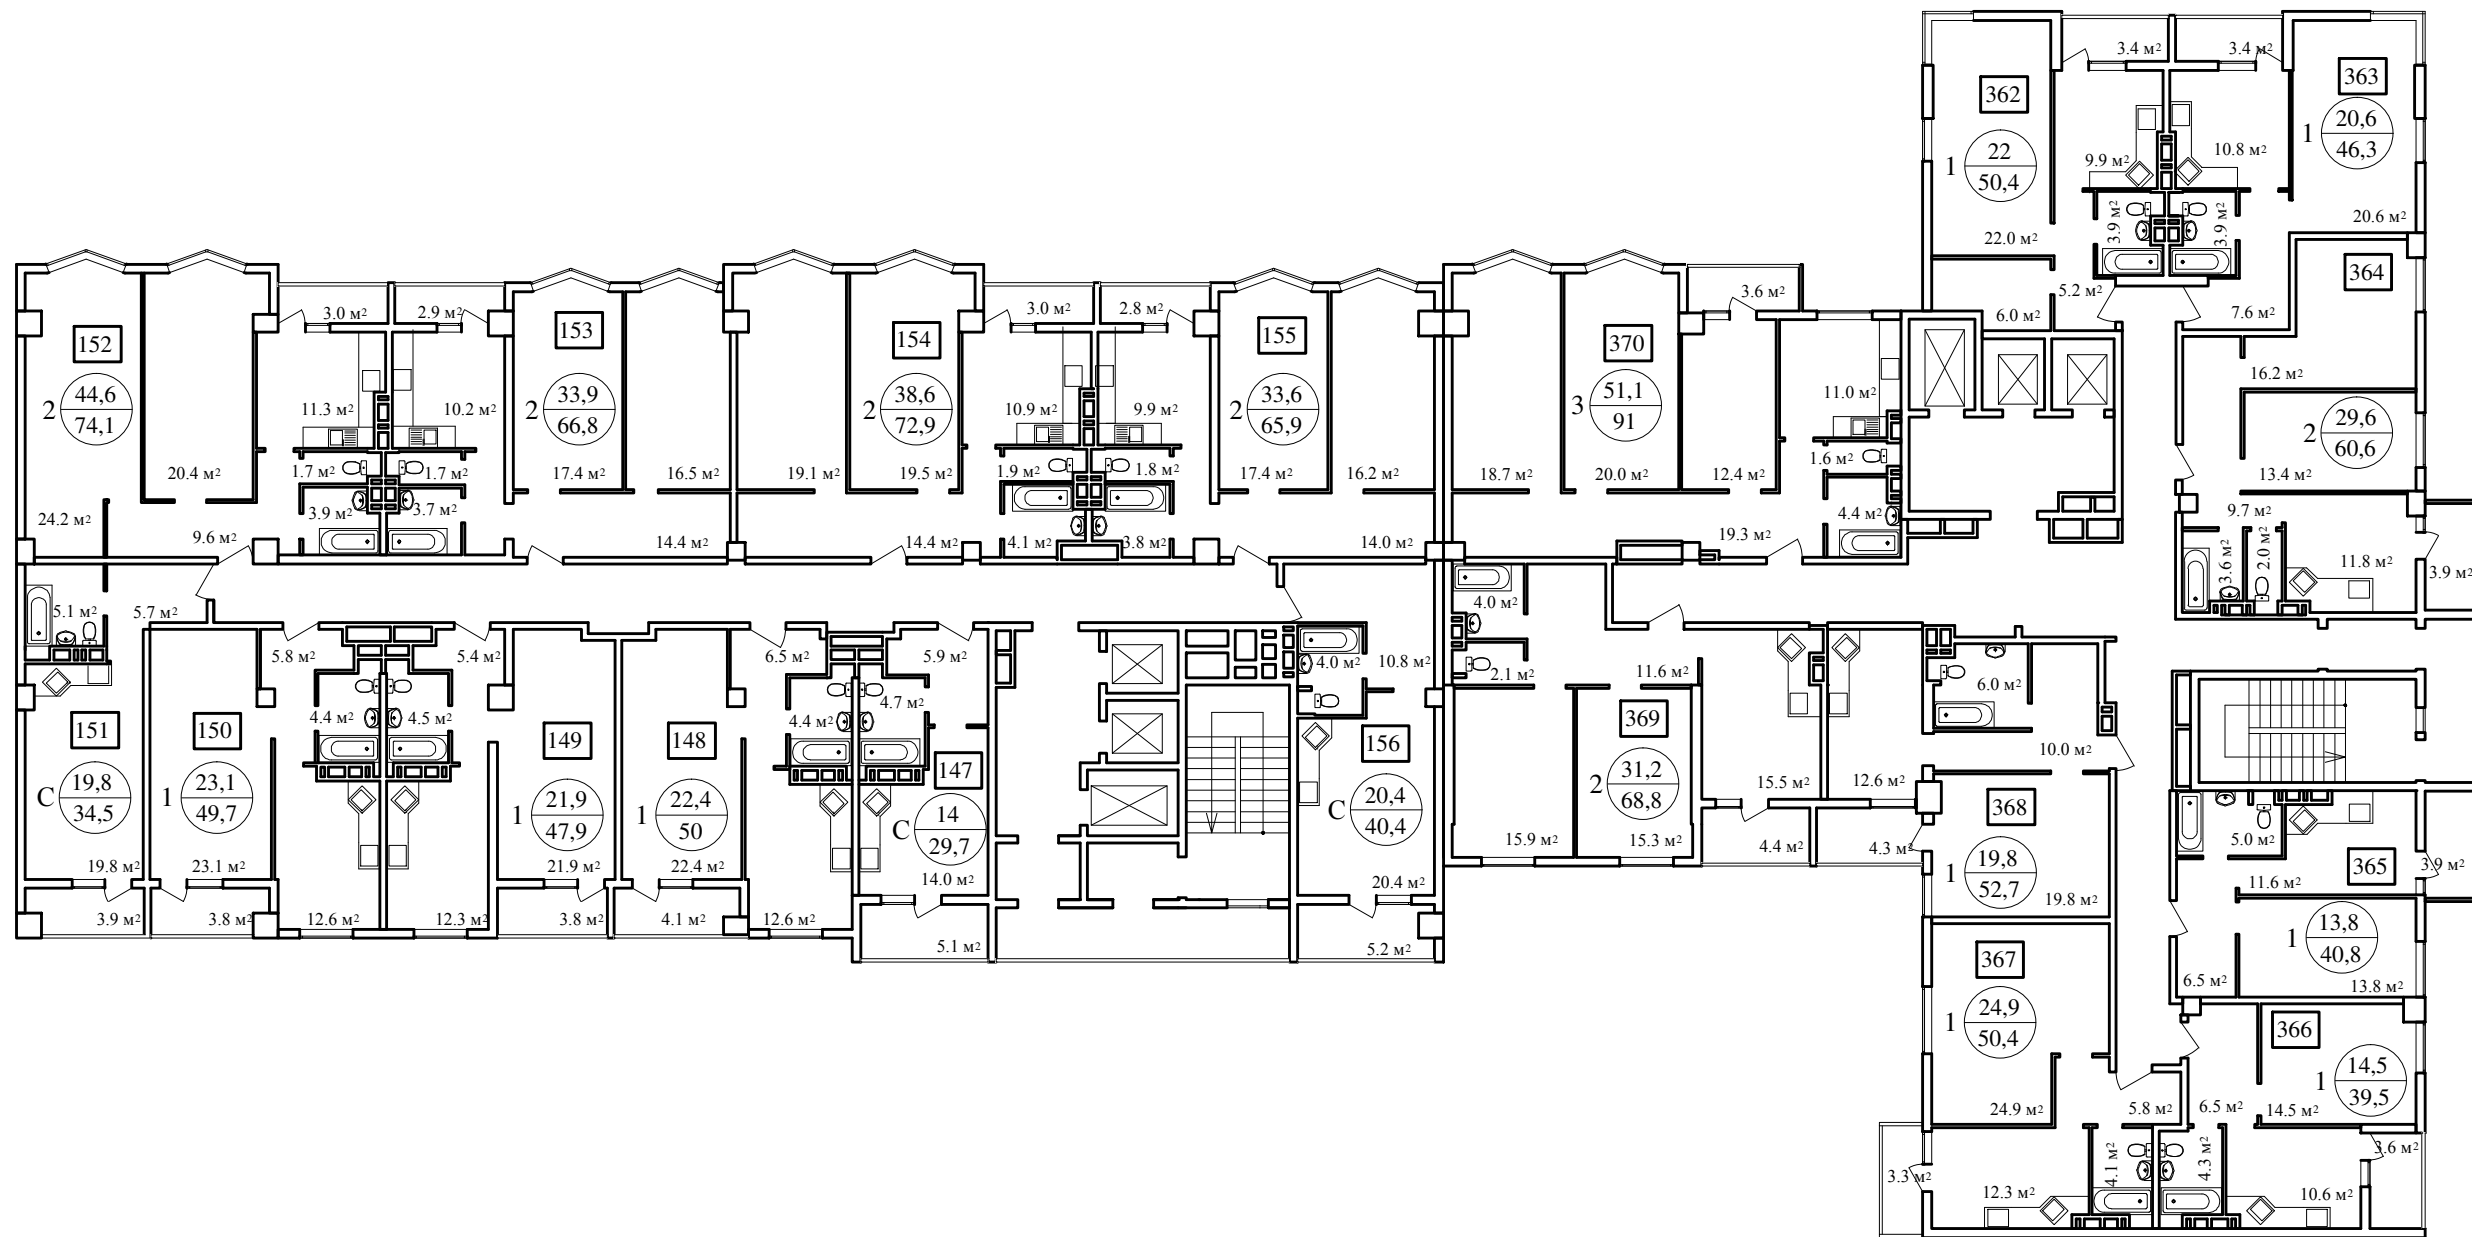 3.4 м²
3.4 м²
362
363
1
22
50,4
1
20,6
46,3
9.9 м²
10.8 м²
3.9 м²
3.9 м²
22.0 м²
20.6 м²
364
5.2 м²
6.0 м²
7.6 м²
16.2 м²
2
29,6
60,6
13.4 м²
9.7 м²
3.6 м²
2.0 м²
11.8 м²
3.9 м²
152
2
44,6
74,1
20.4 м²
24.2 м²
9.6 м²
3.0 м²
2.9 м²
11.3 м²
10.2 м²
1.7 м²
1.7 м²
3.9 м²
3.7 м²
153
2
33,9
66,8
17.4 м²
16.5 м²
14.4 м²
154
2
38,6
72,9
19.1 м²
19.5 м²
14.4 м²
3.0 м²
2.8 м²
10.9 м²
9.9 м²
1.9 м²
1.8 м²
4.1 м²
3.8 м²
155
2
33,6
65,9
17.4 м²
16.2 м²
14.0 м²
370
3
51,1
91
18.7 м²
20.0 м²
12.4 м²
3.6 м²
11.0 м²
1.6 м²
4.4 м²
19.3 м²
5.1 м²
5.7 м²
151
С
19,8
34,5
19.8 м²
3.9 м²
150
1
23,1
49,7
23.1 м²
3.8 м²
5.8 м²
5.4 м²
4.4 м²
4.5 м²
12.6 м²
12.3 м²
149
1
21,9
47,9
21.9 м²
3.8 м²
148
1
22,4
50
22.4 м²
4.1 м²
6.5 м²
5.9 м²
4.4 м²
4.7 м²
12.6 м²
147
С
14
29,7
14.0 м²
5.1 м²
4.0 м²
10.8 м²
156
С
20,4
40,4
20.4 м²
5.2 м²
4.0 м²
2.1 м²
11.6 м²
369
2
31,2
68,8
15.9 м²
15.3 м²
15.5 м²
12.6 м²
4.4 м²
4.3 м²
6.0 м²
10.0 м²
368
1
19,8
52,7
19.8 м²
367
1
24,9
50,4
24.9 м²
5.8 м²
4.1 м²
12.3 м²
3.3 м²
5.0 м²
11.6 м²
365
3.9 м²
1
13,8
40,8
6.5 м²
13.8 м²
366
1
14,5
39,5
6.5 м²
14.5 м²
4.3 м²
10.6 м²
3.6 м²